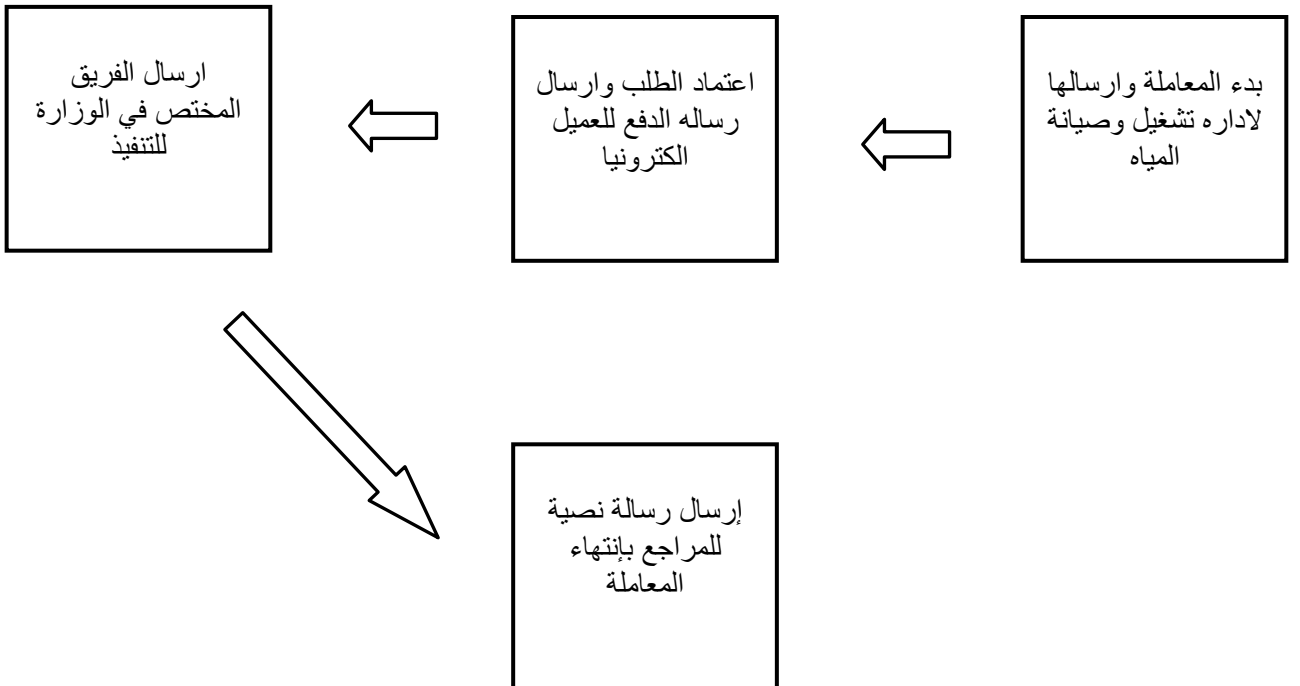 بدء المعاملة وارسالها
لاداره تشغيل وصيانة
المياه
اعتماد الطلب وارسال
رساله الدفع للعميل
الكترونيا
ارسال الفريق
المختص في الوزارة
للتنفيذ
إرسال رسالة نصية
للمراجع بإنتهاء
المعاملة